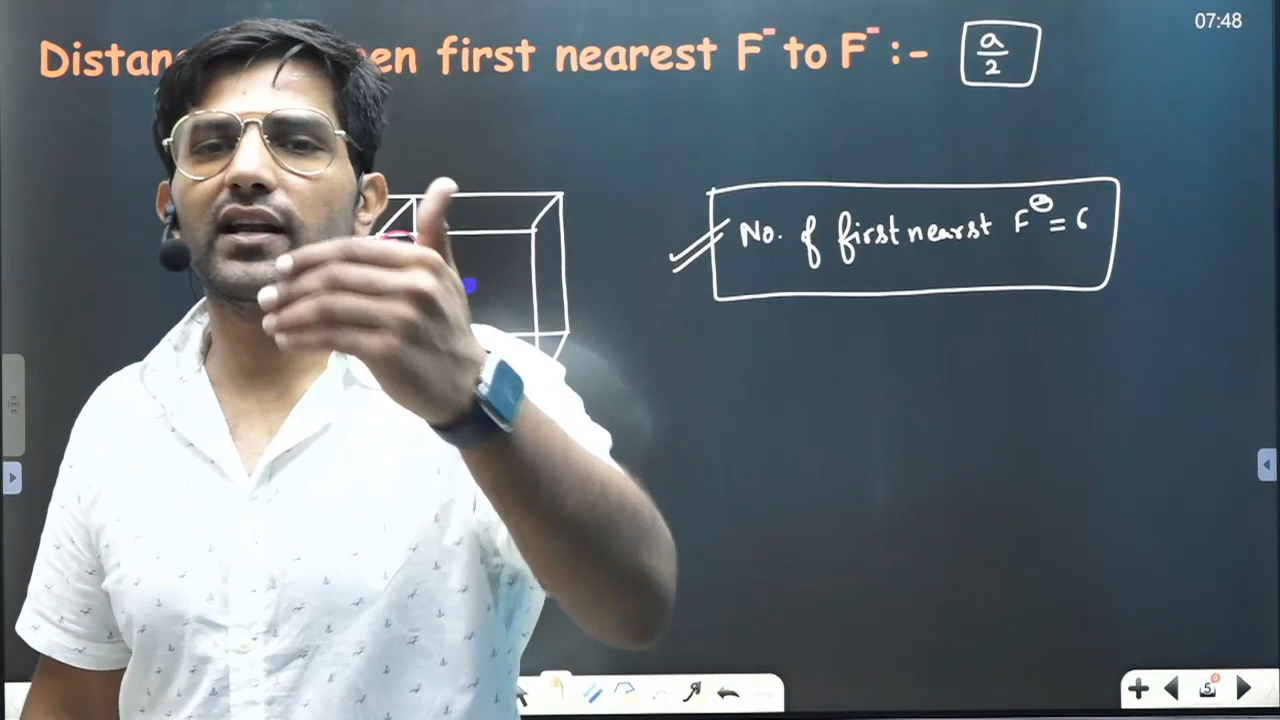 07:48
Distan en first nearest F⁻ to F⁻ :- a/2
No. of first nearst F⊖ = 6